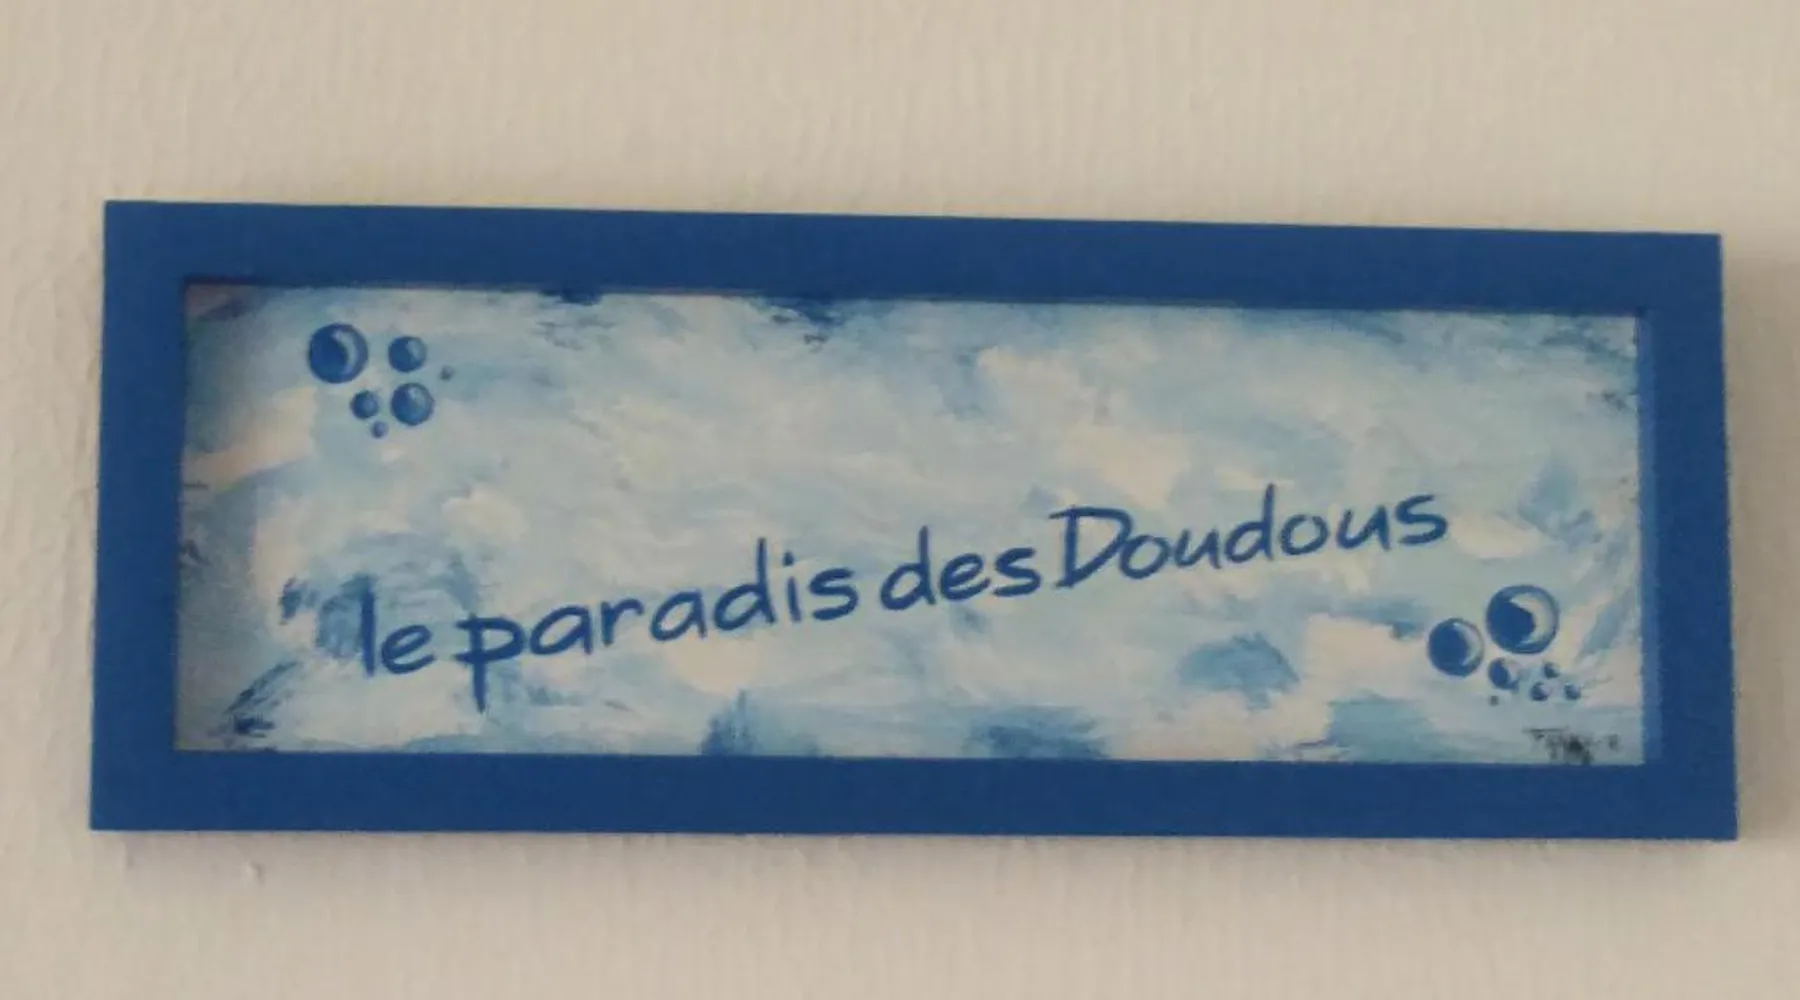 le paradis des Doudous